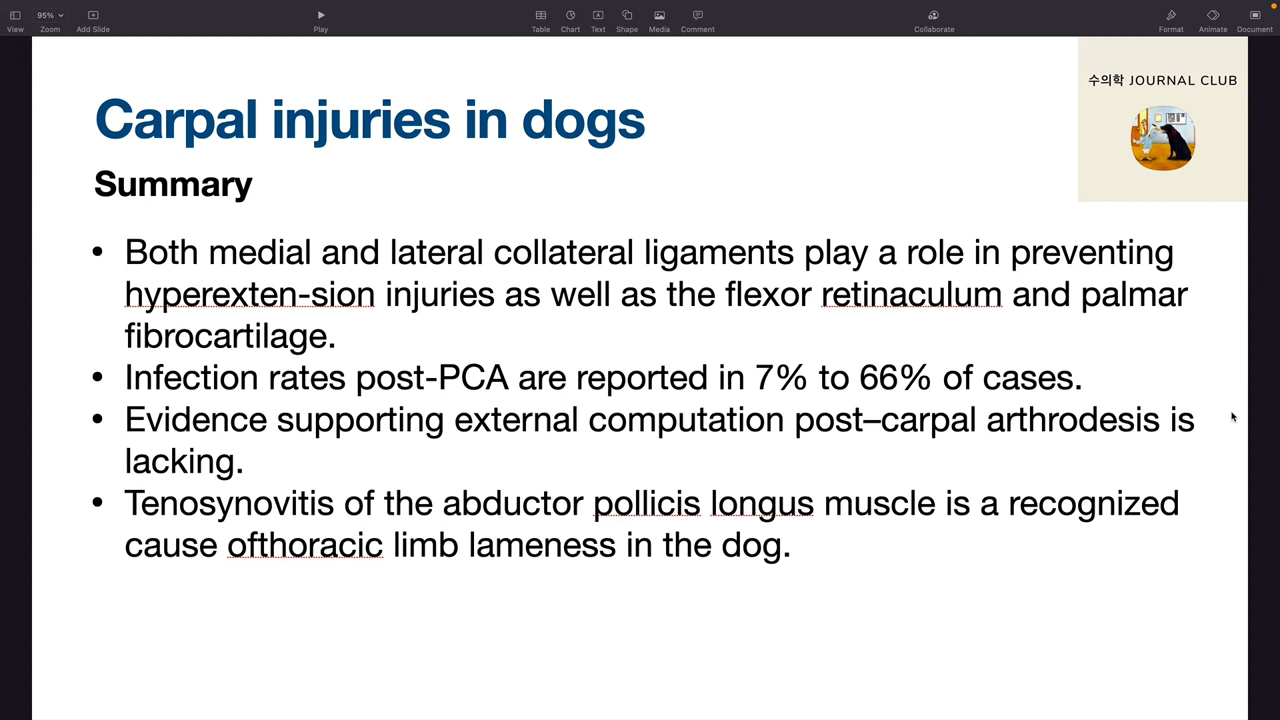 95%
View
Zoom
Add Slide
Play
Table
Chart
Text
Shape
Media
Comment
Collaborate
Format
Animate
Document
수의학 JOURNAL CLUB
Carpal injuries in dogs
Summary
• Both medial and lateral collateral ligaments play a role in preventing
hyperexten-sion injuries as well as the flexor retinaculum and palmar
fibrocartilage.
• Infection rates post-PCA are reported in 7% to 66% of cases.
• Evidence supporting external computation post–carpal arthrodesis is
lacking.
• Tenosynovitis of the abductor pollicis longus muscle is a recognized
cause ofthoracic limb lameness in the dog.